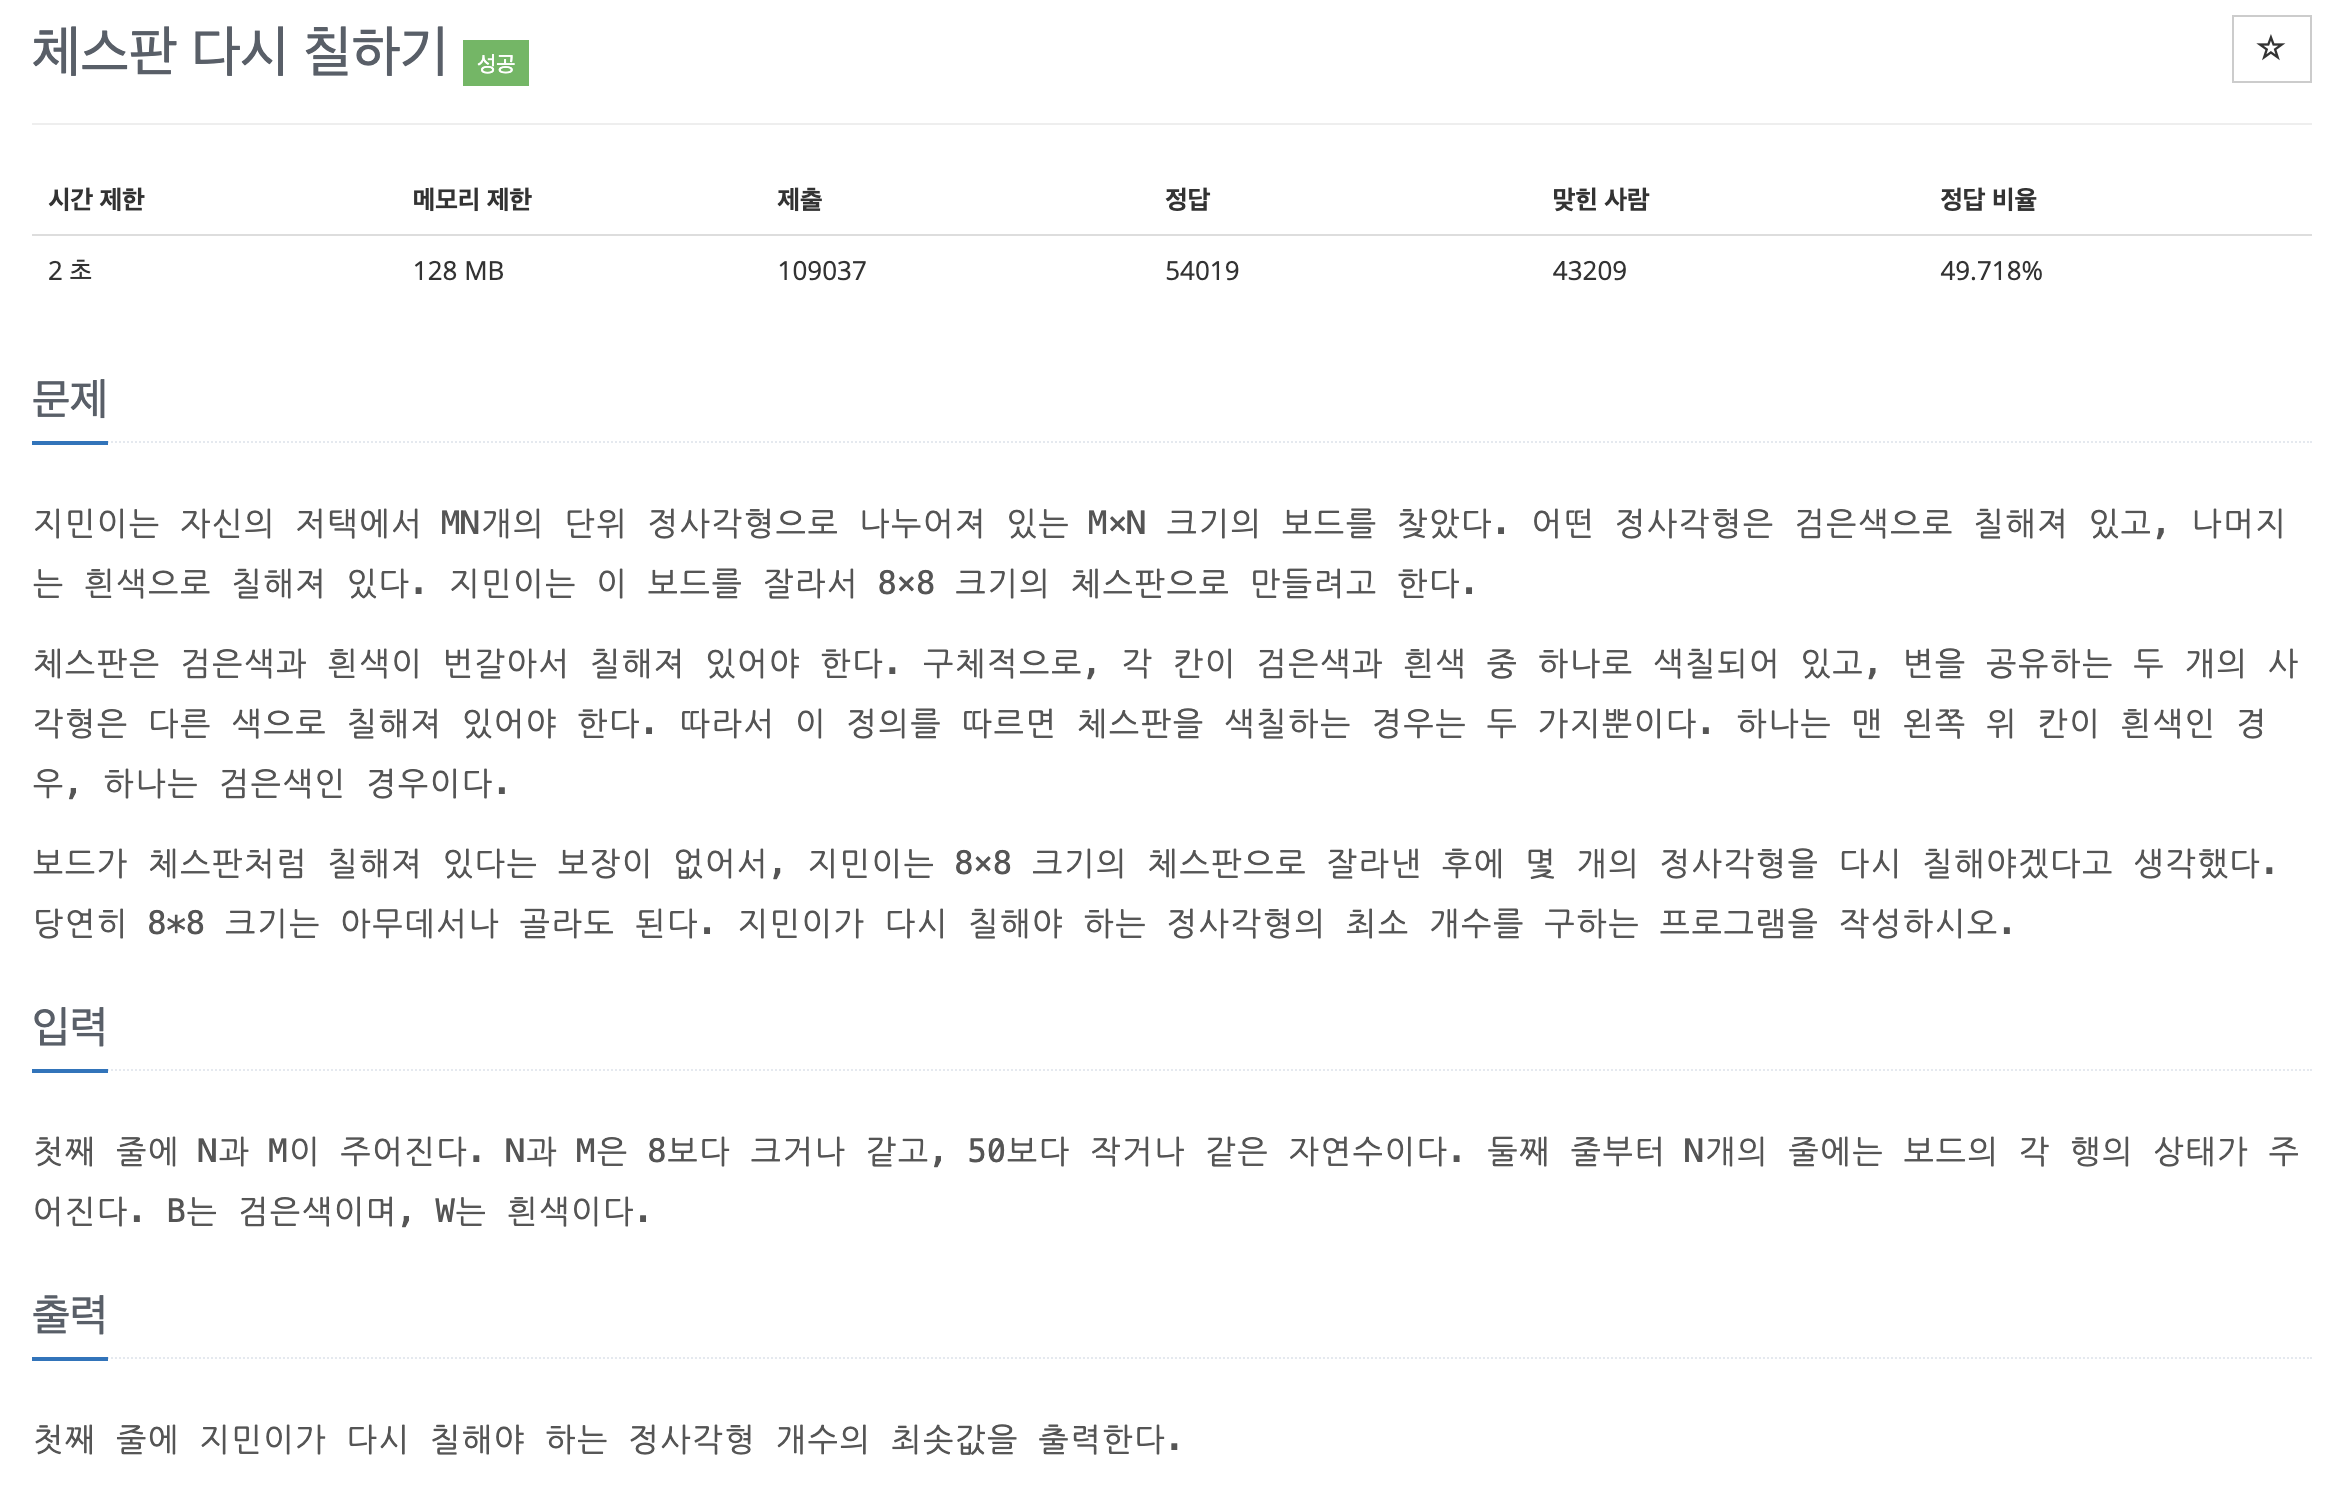 체스판 다시 칠하기 성공
☆
시간 제한 메모리 제한 제출 정답 맞힌 사람 정답 비율
2 초 128 MB 109037 54019 43209 49.718%
문제
지민이는 자신의 저택에서 MN개의 단위 정사각형으로 나누어져 있는 M×N 크기의 보드를 찾았다. 어떤 정사각형은 검은색으로 칠해져 있고, 나머지
는 흰색으로 칠해져 있다. 지민이는 이 보드를 잘라서 8×8 크기의 체스판으로 만들려고 한다.
체스판은 검은색과 흰색이 번갈아서 칠해져 있어야 한다. 구체적으로, 각 칸이 검은색과 흰색 중 하나로 색칠되어 있고, 변을 공유하는 두 개의 사
각형은 다른 색으로 칠해져 있어야 한다. 따라서 이 정의를 따르면 체스판을 색칠하는 경우는 두 가지뿐이다. 하나는 맨 왼쪽 위 칸이 흰색인 경
우, 하나는 검은색인 경우이다.
보드가 체스판처럼 칠해져 있다는 보장이 없어서, 지민이는 8×8 크기의 체스판으로 잘라낸 후에 몇 개의 정사각형을 다시 칠해야겠다고 생각했다.
당연히 8*8 크기는 아무데서나 골라도 된다. 지민이가 다시 칠해야 하는 정사각형의 최소 개수를 구하는 프로그램을 작성하시오.
입력
첫째 줄에 N과 M이 주어진다. N과 M은 8보다 크거나 같고, 50보다 작거나 같은 자연수이다. 둘째 줄부터 N개의 줄에는 보드의 각 행의 상태가 주
어진다. B는 검은색이며, W는 흰색이다.
출력
첫째 줄에 지민이가 다시 칠해야 하는 정사각형 개수의 최솟값을 출력한다.